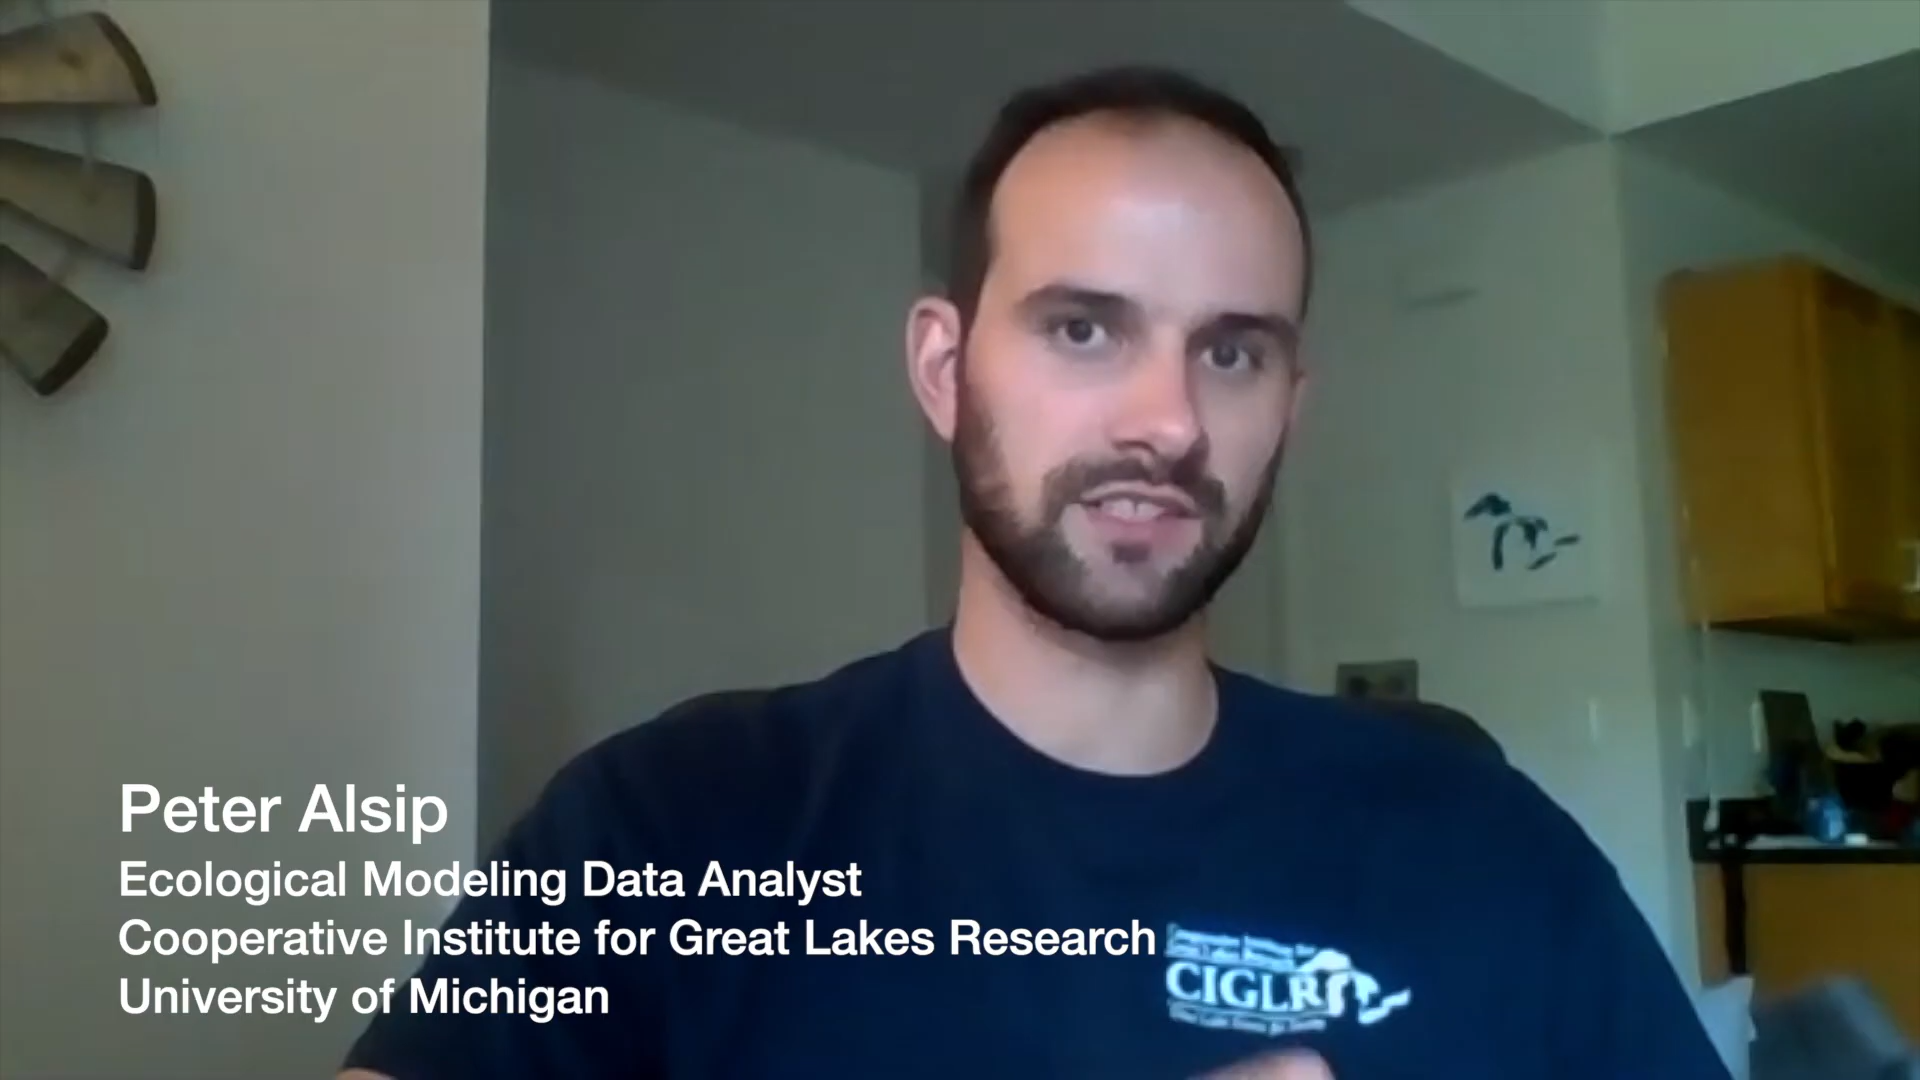 Peter Alsip
Ecological Modeling Data Analyst
Cooperative Institute for Great Lakes Research
University of Michigan
CIGLR